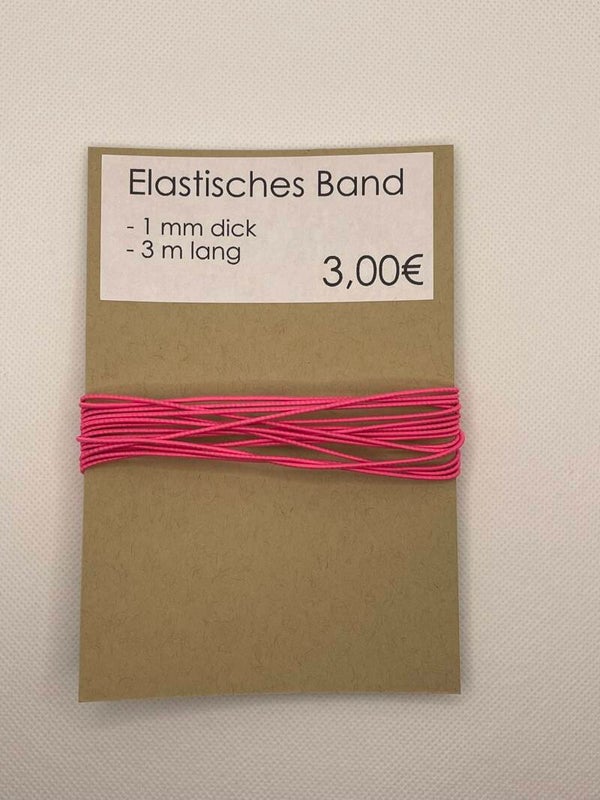 Elastisches Band
- 1 mm dick
- 3 m lang
3,00€